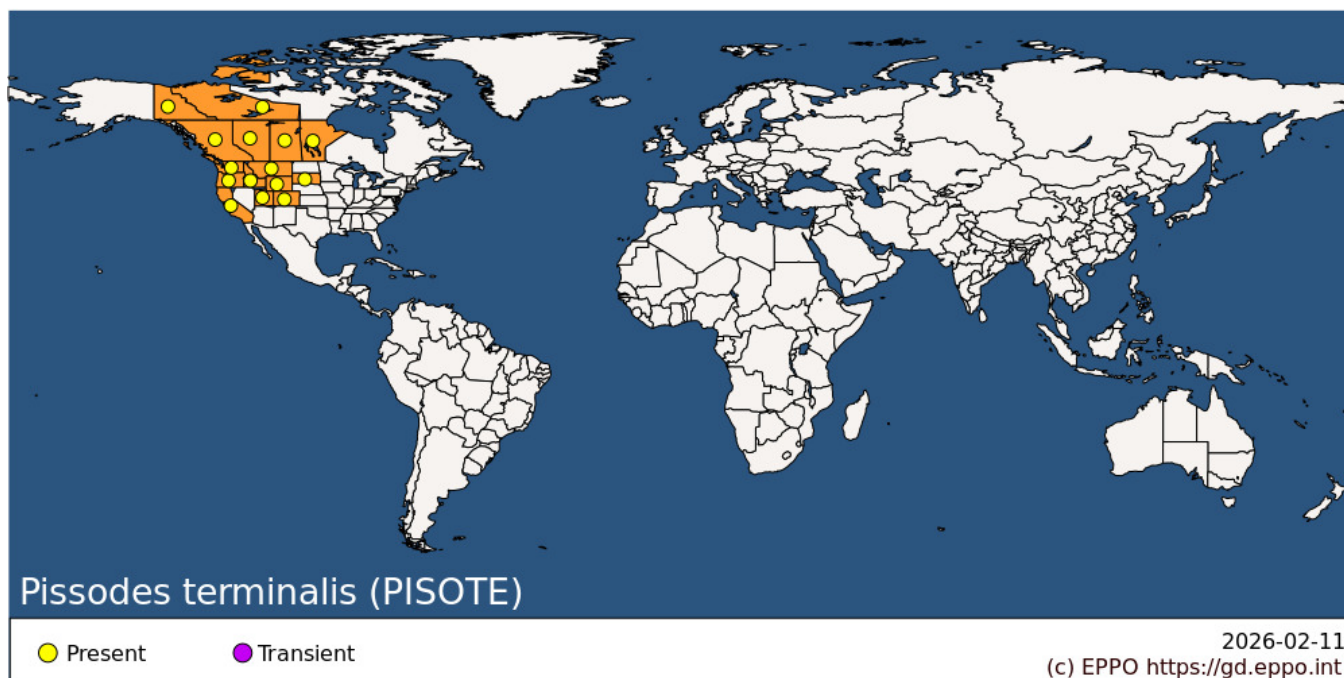 Pissodes terminalis (PISOTE)
Present
Transient
2026-02-11
(c) EPPO https://gd.eppo.int